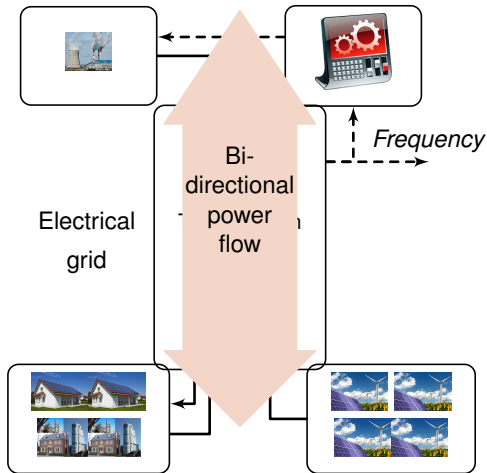 Bi-
directional
power
flow
Frequency
Electrical
grid